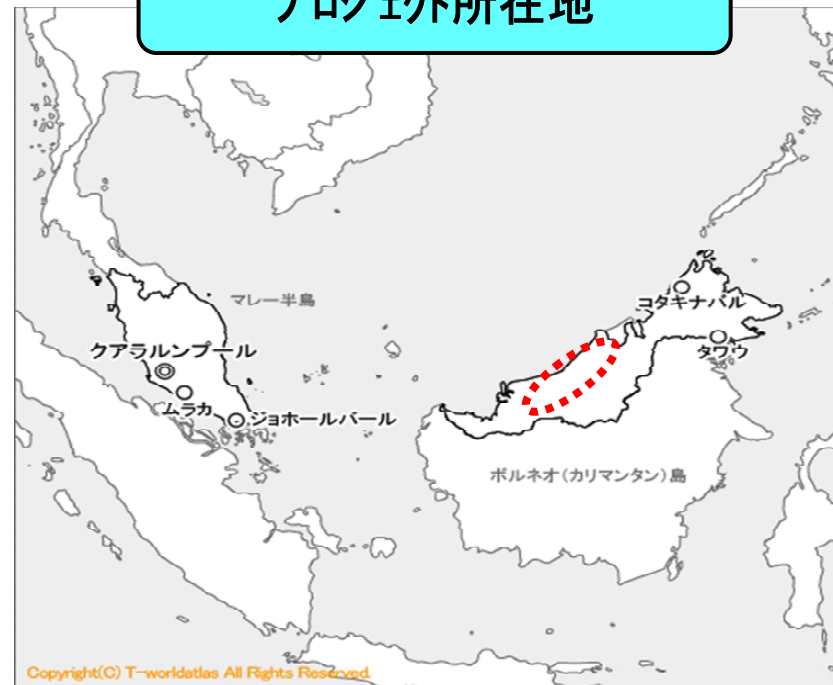 プロジェクト所在地
マレー半島
コタキナバル
クアラルンプール
タワウ
ムラカ
ジョホールバール
ボルネオ(カリマンタン)島
Copyright(C) T-worldatlas All Rights Reserved.